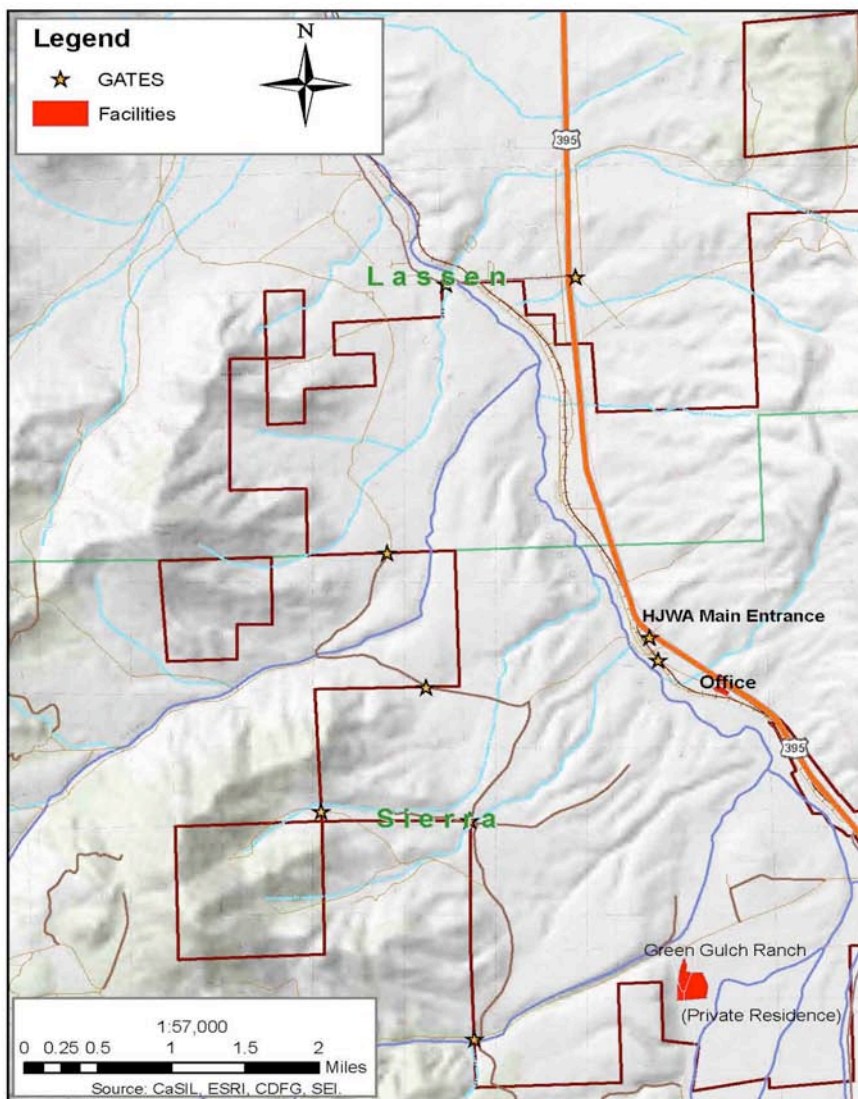 Legend
N
GATES
Facilities
395
Lassen
HJWA Main Entrance
Office
395
Sierra
Green Gulch Ranch
(Private Residence)
1:57,000
0 0.25 0.5 1 1.5 2
Miles
Source: CaSIL, ESRI, CDFG, SEI.